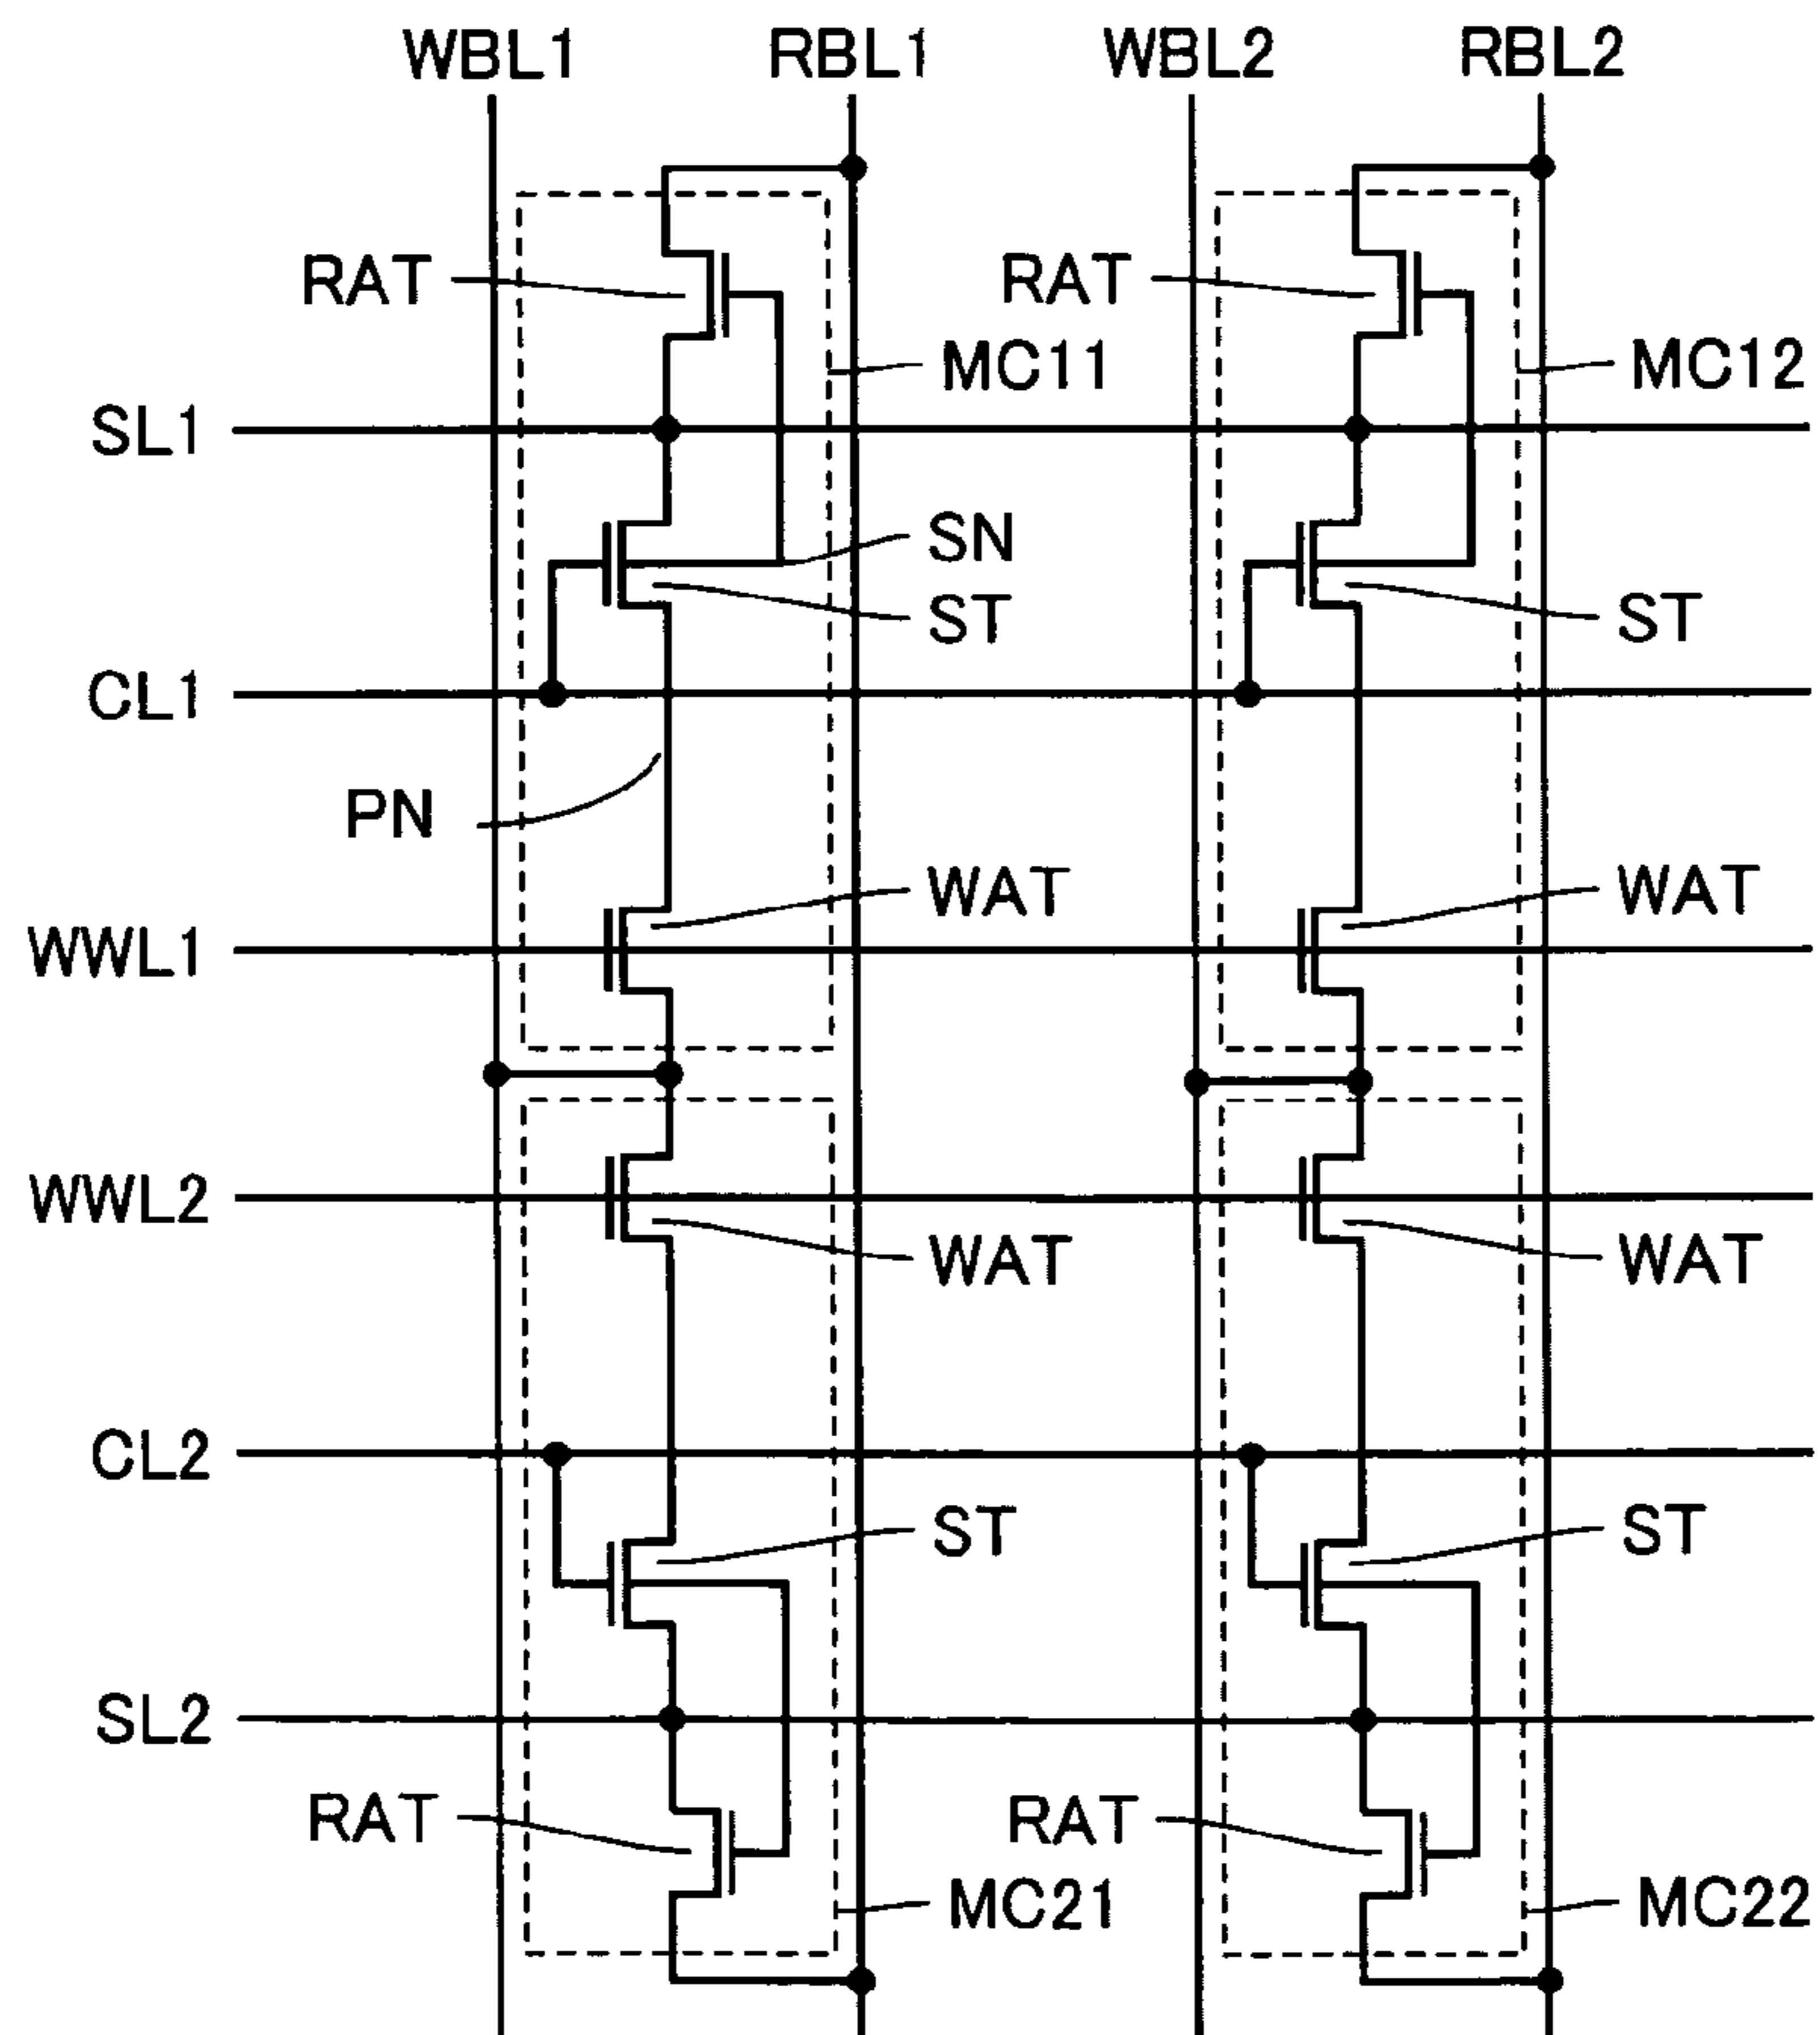 WBL1 RBL1 WBL2 RBL2
RAT RAT
MC11 MC12
SL1
SN
ST ST
CL1
PN
WAT WAT
WWL1
WWL2
WAT WAT
CL2
ST ST
SL2
RAT RAT
MC21 MC22